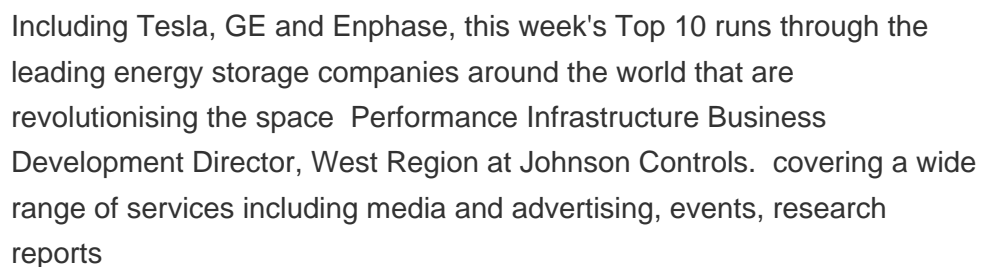 Including Tesla, GE and Enphase, this week's Top 10 runs through the
leading energy storage companies around the world that are
revolutionising the space  Performance Infrastructure Business
Development Director, West Region at Johnson Controls.  covering a wide
range of services including media and advertising, events, research
reports